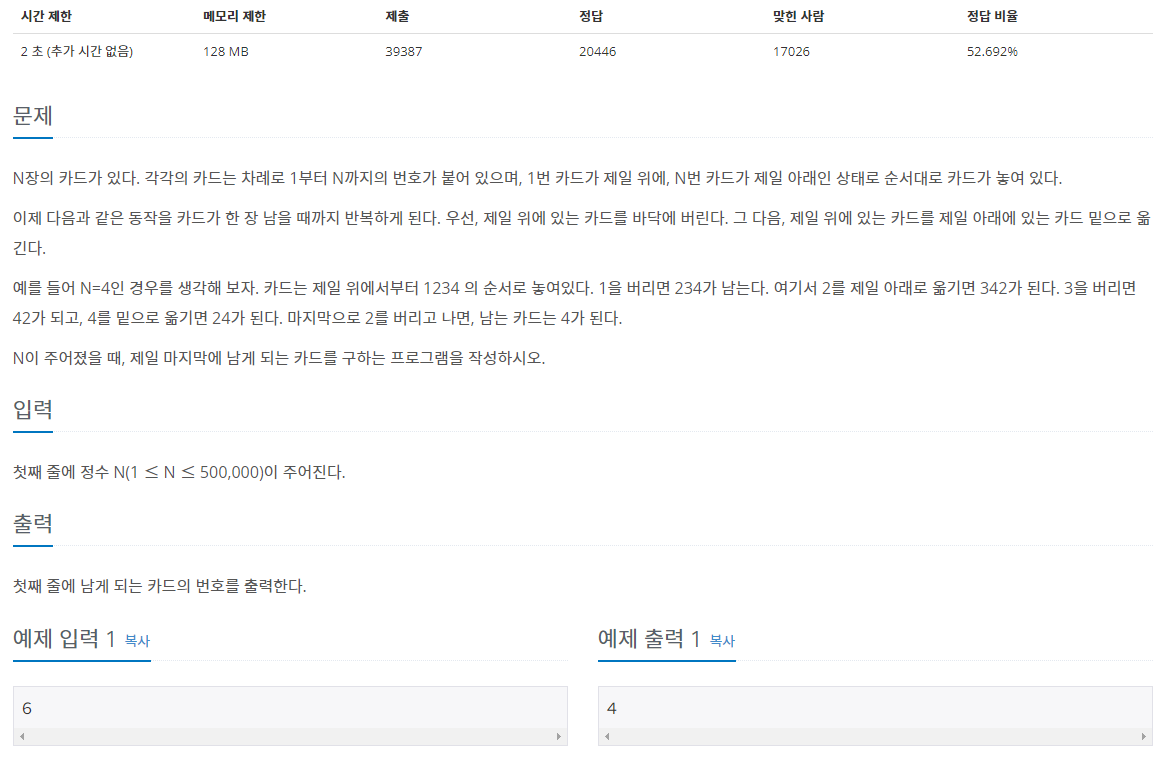 시간 제한 메모리 제한 제출 정답 맞힌 사람 정답 비율
2 초 (추가 시간 없음) 128 MB 39387 20446 17026 52.692%
문제
N장의 카드가 있다. 각각의 카드는 차례로 1부터 N까지의 번호가 붙어 있으며, 1번 카드가 제일 위에, N번 카드가 제일 아래인 상태로 순서대로 카드가 놓여 있다.
이제 다음과 같은 동작을 카드가 한 장 남을 때까지 반복하게 된다. 우선, 제일 위에 있는 카드를 바닥에 버린다. 그 다음, 제일 위에 있는 카드를 제일 아래에 있는 카드 밑으로 옮
긴다.
예를 들어 N=4인 경우를 생각해 보자. 카드는 제일 위에서부터 1234 의 순서로 놓여있다. 1을 버리면 234가 남는다. 여기서 2를 제일 아래로 옮기면 342가 된다. 3을 버리면
42가 되고, 4를 밑으로 옮기면 24가 된다. 마지막으로 2를 버리고 나면, 남는 카드는 4가 된다.
N이 주어졌을 때, 제일 마지막에 남게 되는 카드를 구하는 프로그램을 작성하시오.
입력
첫째 줄에 정수 N(1 ≤ N ≤ 500,000)이 주어진다.
출력
첫째 줄에 남게 되는 카드의 번호를 출력한다.
예제 입력 1 복사 예제 출력 1 복사
6 4